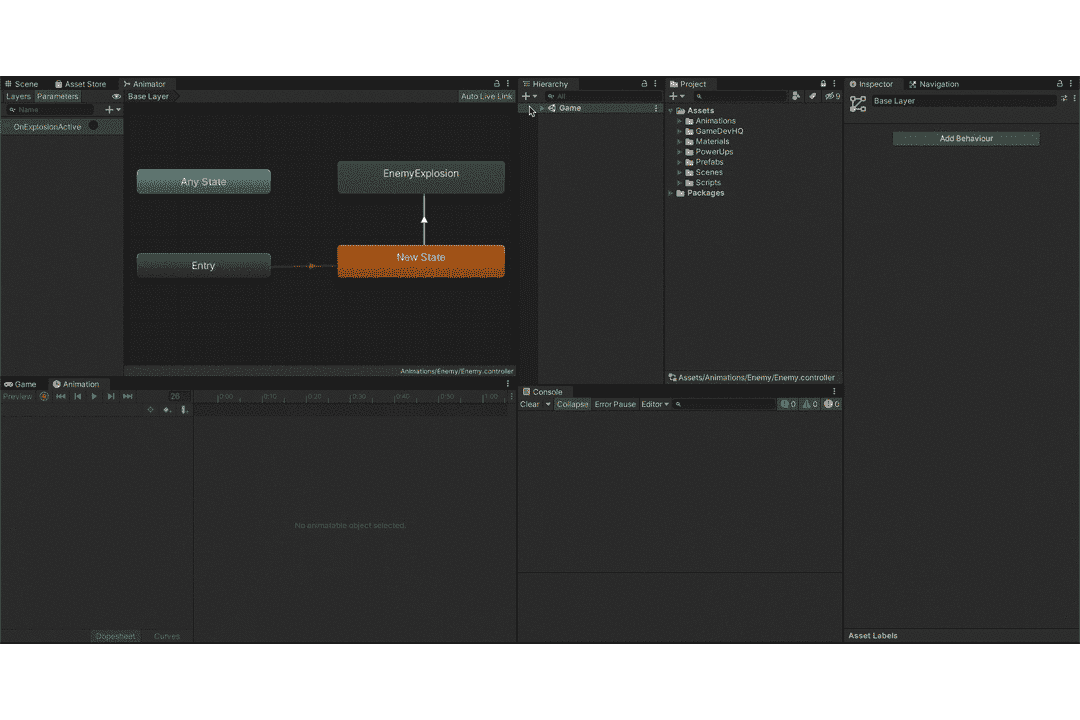 Scene Asset Store Animator
Layers Parameters Base Layer Auto Live Link
Name
OnExplosionActive
Any State
EnemyExplosion
Entry
New State
Animations/Enemy/Enemy.controller
Game Animation
Preview 26 0:00 0:10 0:20 0:30 0:40 0:50 1:00
No animatable object selected.
Dopesheet Curves
Hierarchy
All
Game
Project
9
Assets
Animations
GameDevHQ
Materials
PowerUps
Prefabs
Scenes
Scripts
Packages
Assets/Animations/Enemy/Enemy.controller
Console
Clear Collapse Error Pause Editor 0 0 0
Inspector Navigation
Base Layer
Add Behaviour
Asset Labels